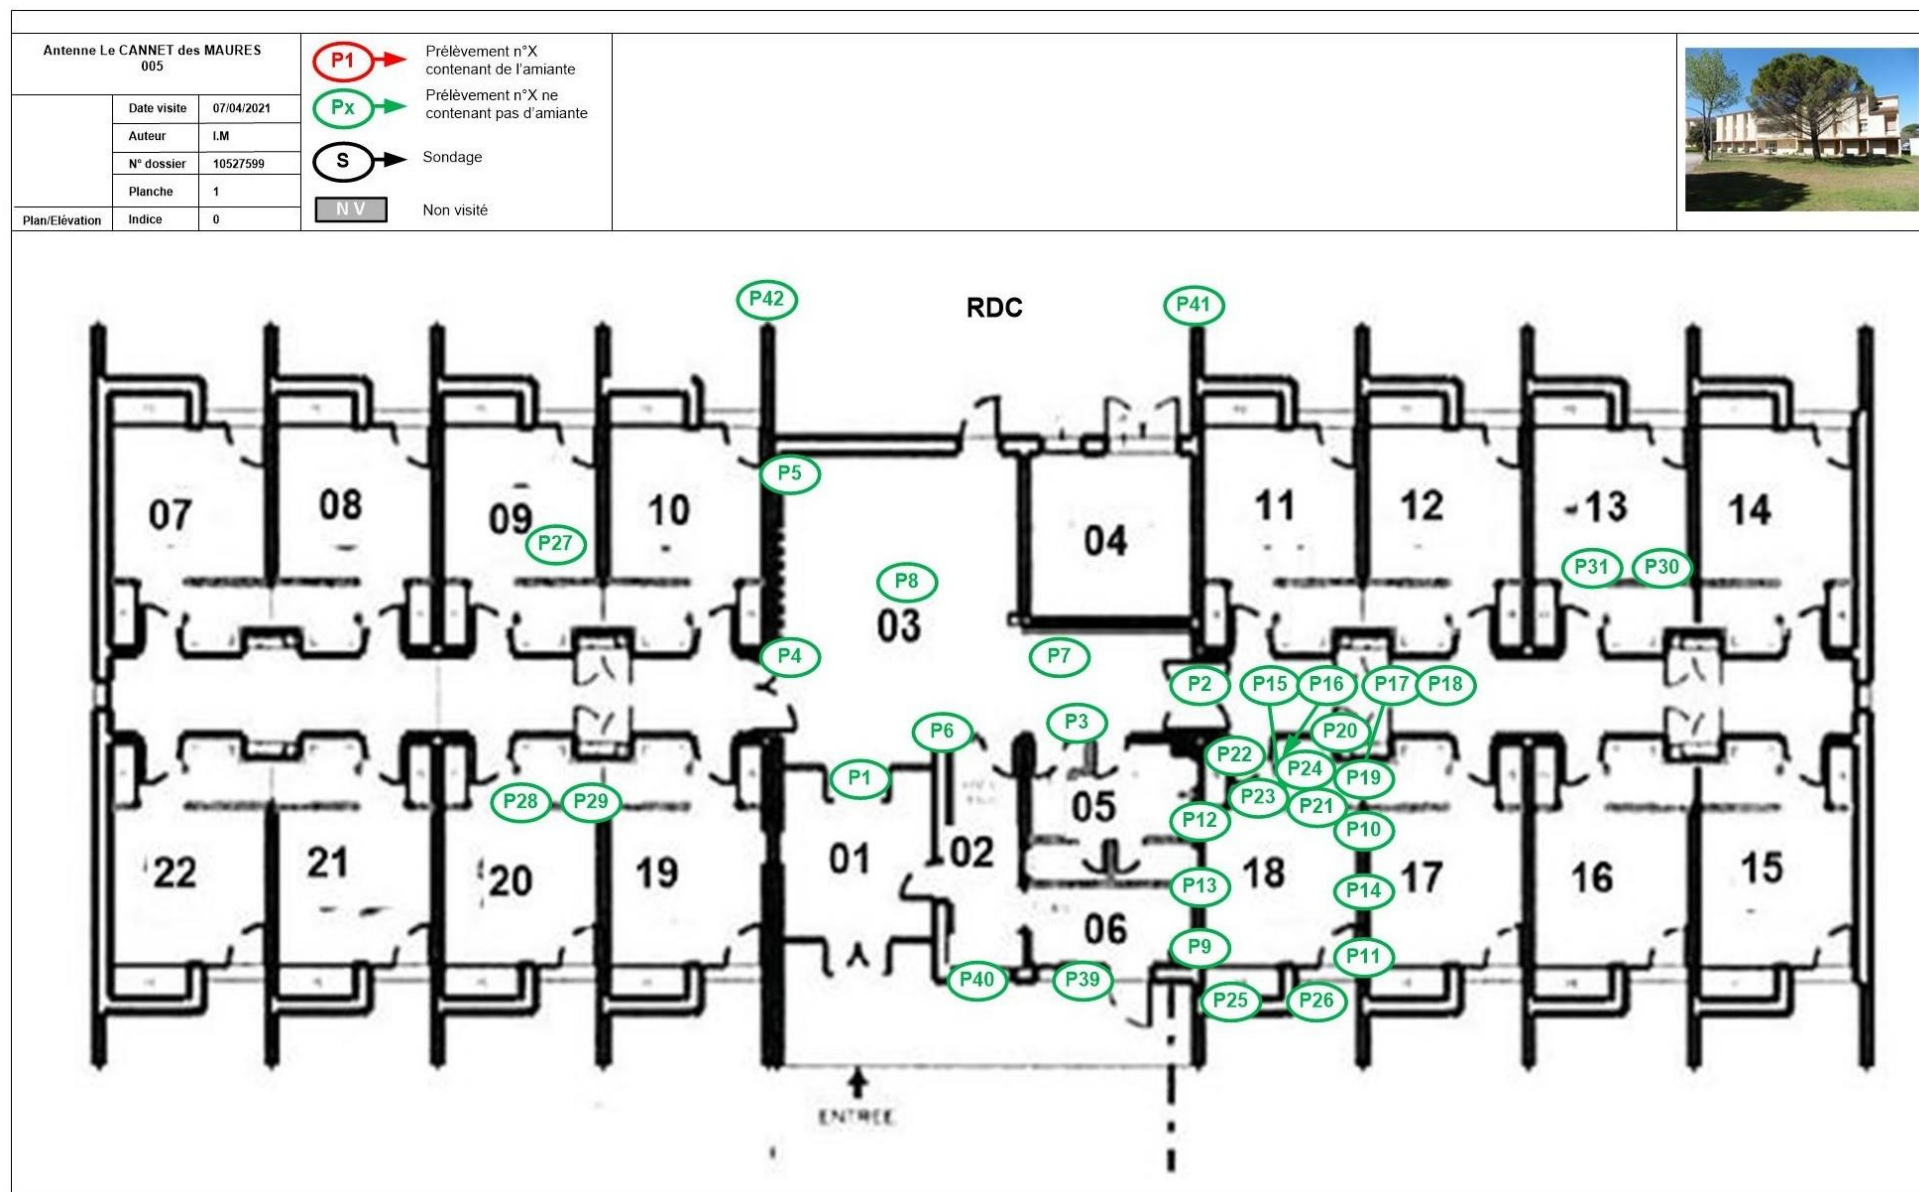 Antenne Le CANNET des MAURES
005
Date visite 07/04/2021
Auteur I.M
N° dossier 10527599
Planche 1
Plan/Elévation Indice 0
P1 Prélèvement n°X
contenant de l'amiante
Px Prélèvement n°X ne
contenant pas d'amiante
S Sondage
N V Non visité
P42
RDC
P41
P5
07
08
09
10
11
12
13
14
P27
04
P8
03
P31
P30
P4
P7
P2
P15
P16
P17
P18
P6
P3
P20
P22
P24
P1
P19
P28
P29
P23
P21
05
P12
P10
22
21
20
19
01
02
18
17
16
15
P13
P14
06
P9
P11
P40
P39
P25
P26
ENTREE